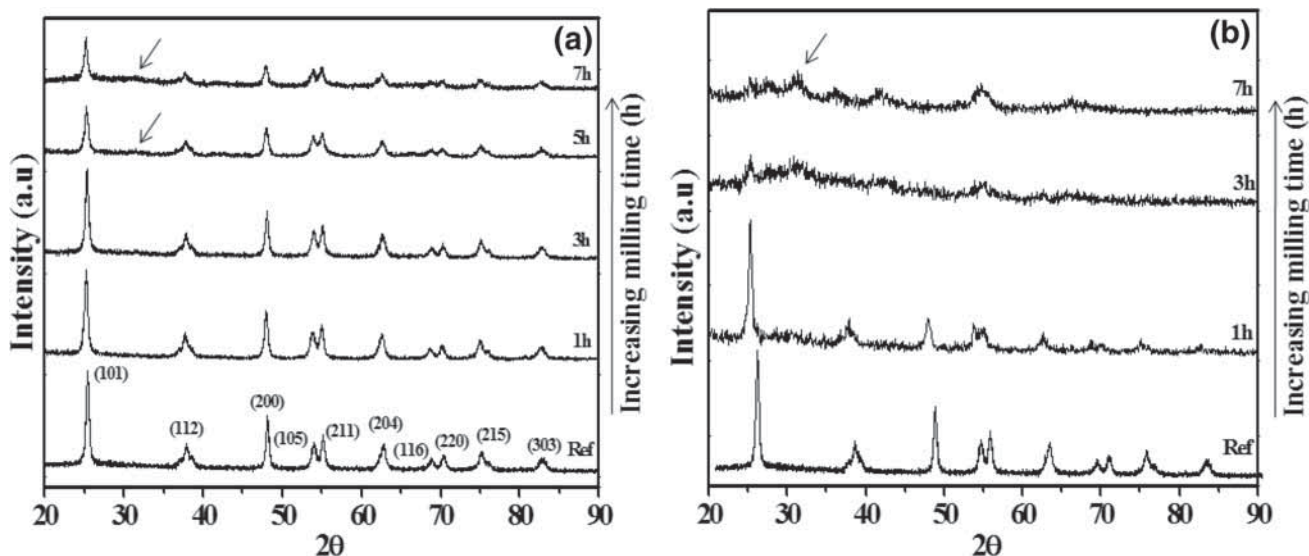 (a)
7h
5h
3h
1h
Ref
(101)
(112)
(200)
(105)
(211)
(204)
(116)
(220)
(215)
(303)
Intensity (a.u)
Increasing milling time (h)
20 30 40 50 60 70 80 90
2θ
(b)
7h
3h
1h
Ref
Intensity (a.u)
Increasing milling time (h)
20 30 40 50 60 70 80 90
2θ